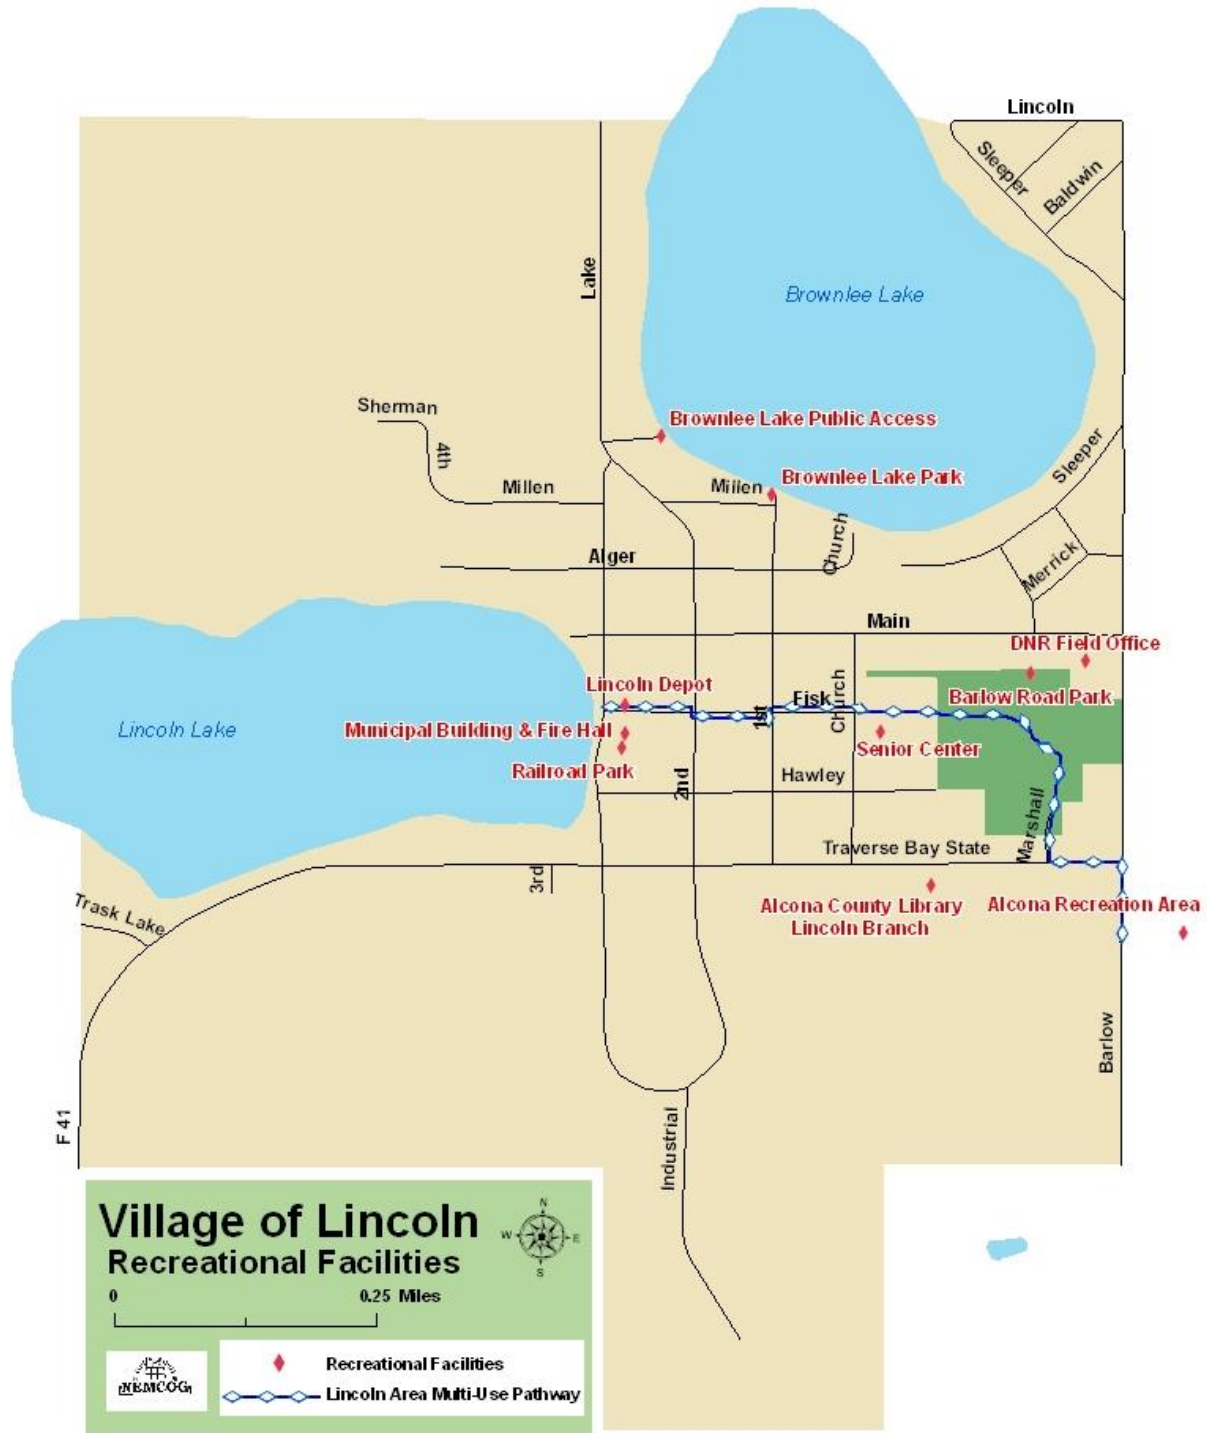 Lincoln
Sleeper
Baldwin
Lake
Brownlee Lake
Sherman
4th
Brownlee Lake Public Access
Sleeper
Millen
Millen
Brownlee Lake Park
Church
Alger
Merrick
Main
DNR Field Office
Lincoln Depot
Fisk
Church
Barlow Road Park
1st
Lincoln Lake
Municipal Building & Fire Hall
Senior Center
Railroad Park
2nd
Hawley
Marshall
Traverse Bay State
3rd
Trask Lake
Alcona County Library
Lincoln Branch
Alcona Recreation Area
Barlow
F 41
Industrial
Village of Lincoln
Recreational Facilities
N
W
E
S
0
0.25 Miles
NEMCOG
Recreational Facilities
Lincoln Area Multi-Use Pathway